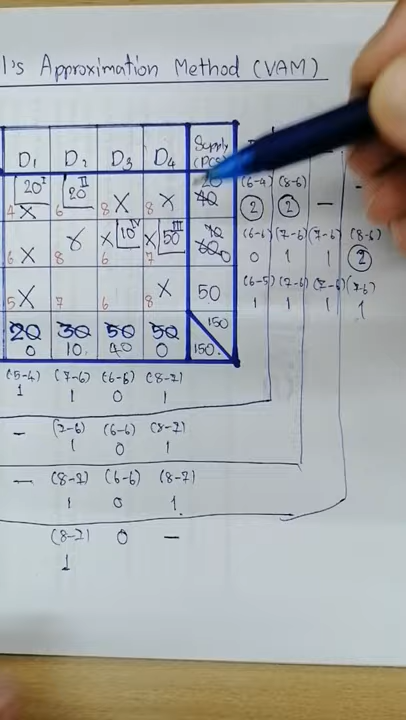 l's Approximation Method (VAM)
D1 D2 D3 D4 Supply
20 I 20 II 20
4 X 6 8 X 8 X 40 (6-4) (8-6) —
2 2
10 IV 50 III 10 (6-6) (7-6) (7-6) (8-6)
6 X 8 X X 6 X 7 60 0 0 1 1 2
(6-5) (7-6) (7-6) (7-6)
5 X 7 6 8 X 50 1 1 1 1
20 30 50 50 150
0 10 40 0 150
(5-4) (7-6) (6-6) (8-7)
1 1 0 1
— (7-6) (6-6) (8-7)
1 0 1
— (8-7) (6-6) (8-7)
1 0 1.
(8-7) 0 —
1